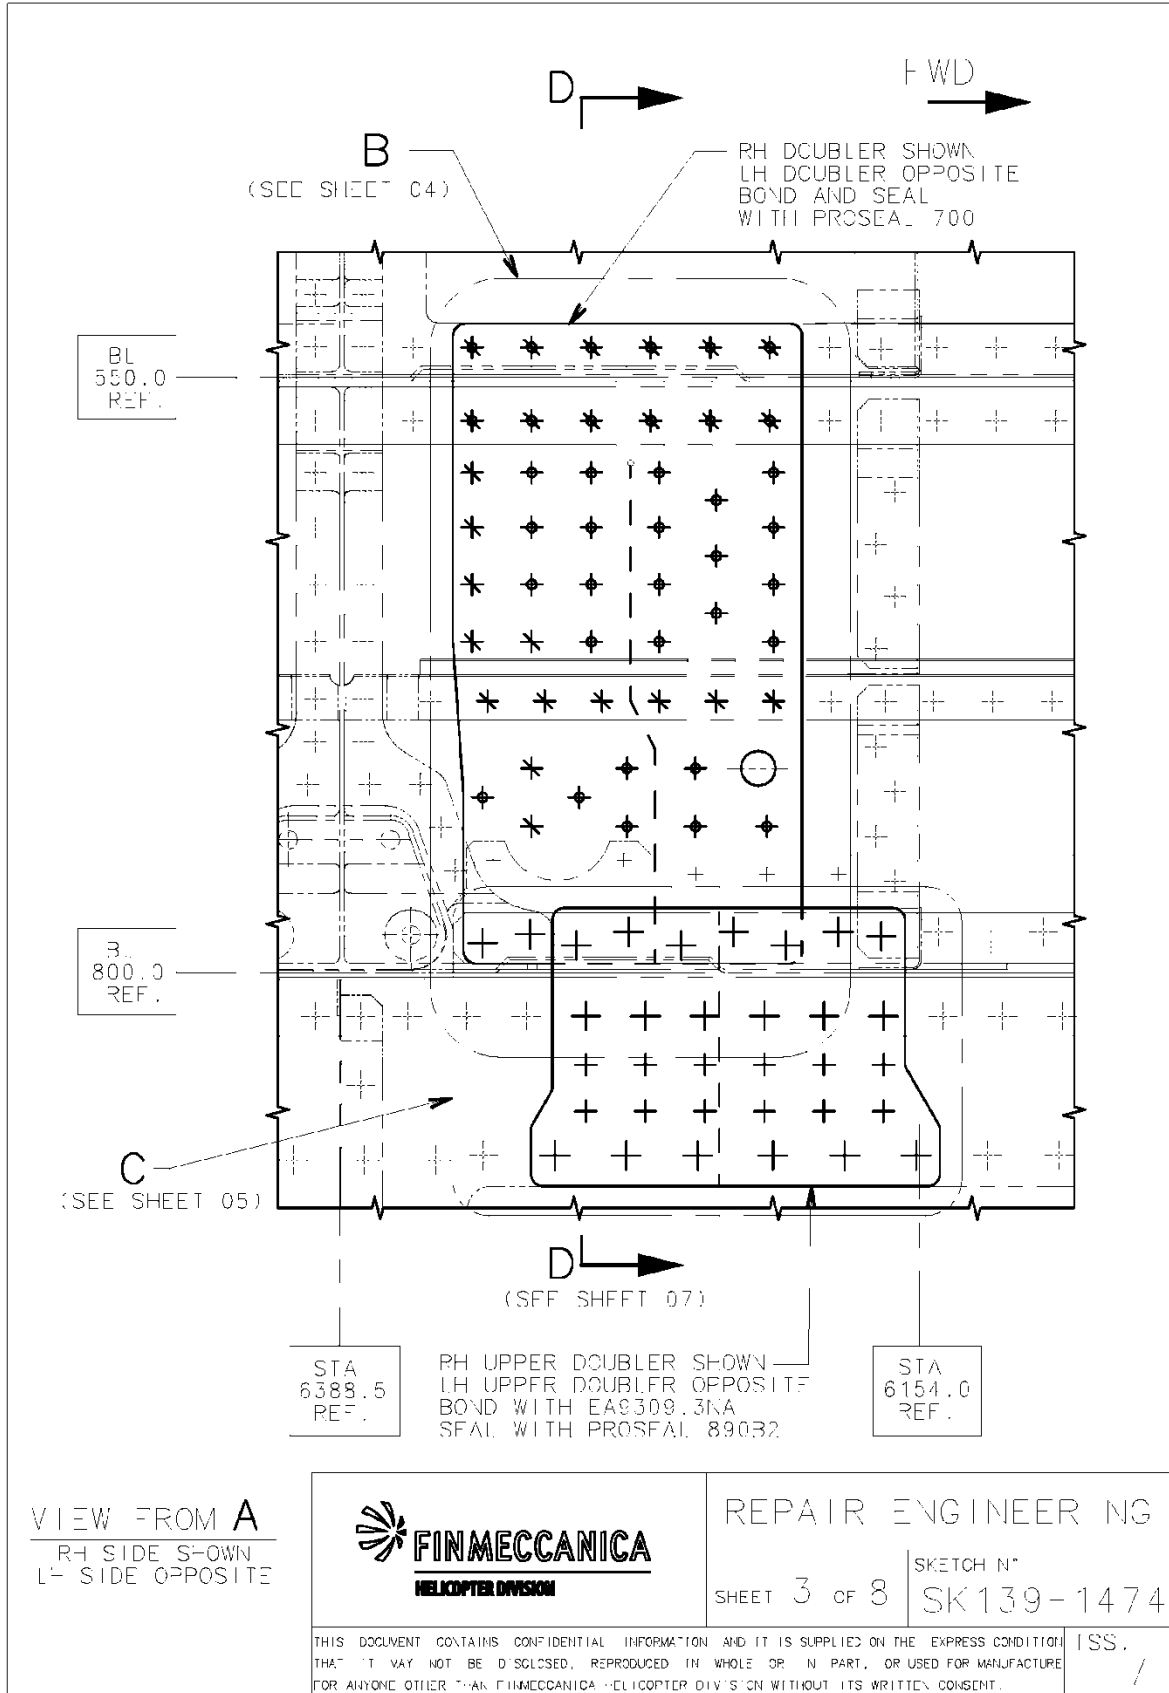 D
FWD
B
(SEE SHEET 04)
RH DOUBLER SHOWN
LH DOUBLER OPPOSITE
BOND AND SEAL
WITH PROSEAL 700
BL
550.0
REF.
BL
800.0
REF.
C
(SEE SHEET 05)
D
(SEE SHEET 07)
STA
6388.5
REF.
RH UPPER DOUBLER SHOWN
LH UPPER DOUBLER OPPOSITE
BOND WITH EA9309.3NA
SEAL WITH PROSEAL 890B2
STA
6154.0
REF.
VIEW FROM A
RH SIDE SHOWN
LH SIDE OPPOSITE
FINMECCANICA
HELICOPTER DIVISION
REPAIR ENGINEERING
SHEET 3 OF 8
SKETCH N°
SK139-1474
THIS DOCUMENT CONTAINS CONFIDENTIAL INFORMATION AND IT IS SUPPLIED ON THE EXPRESS CONDITION
THAT IT MAY NOT BE DISCLOSED, REPRODUCED IN WHOLE OR IN PART, OR USED FOR MANUFACTURE
FOR ANYONE OTHER THAN FINMECCANICA HELICOPTER DIVISION WITHOUT ITS WRITTEN CONSENT.
ISS.
/